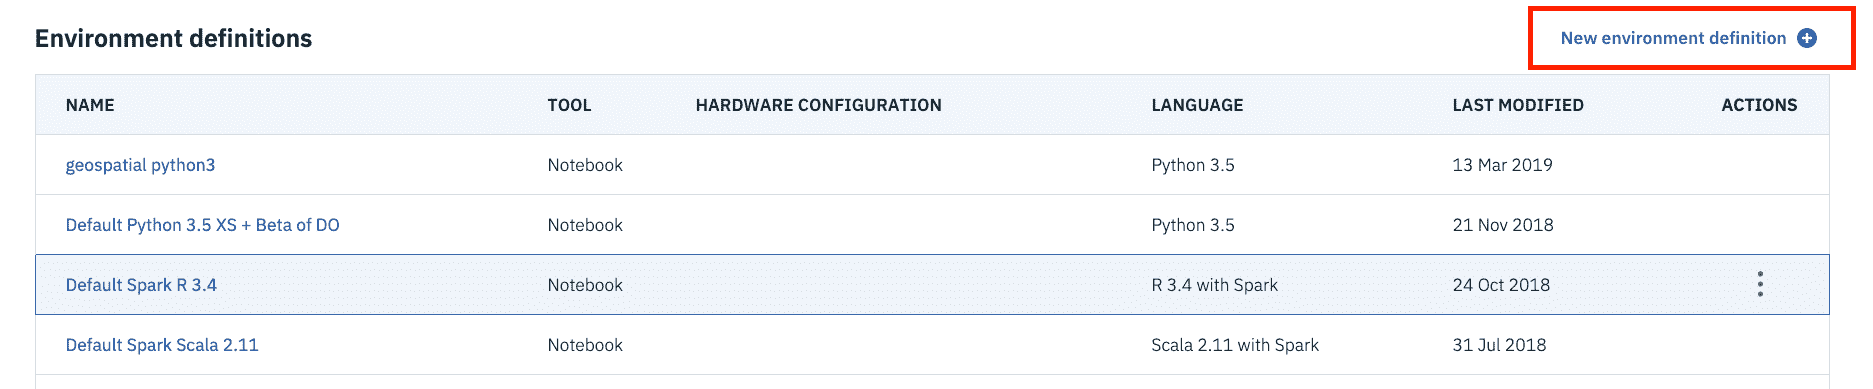 Environment definitions
New environment definition
NAME TOOL HARDWARE CONFIGURATION LANGUAGE LAST MODIFIED ACTIONS
geospatial python3 Notebook Python 3.5 13 Mar 2019
Default Python 3.5 XS + Beta of DO Notebook Python 3.5 21 Nov 2018
Default Spark R 3.4 Notebook R 3.4 with Spark 24 Oct 2018
Default Spark Scala 2.11 Notebook Scala 2.11 with Spark 31 Jul 2018